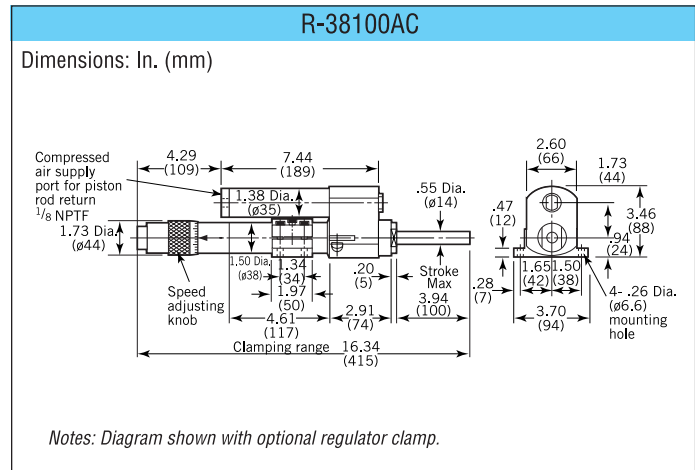 R-38100AC
Dimensions: In. (mm)
4.29
(109)
7.44
(189)
2.60
(66)
1.73
(44)
Compressed
air supply
port for piston
rod return
1/8 NPTF
1.38 Dia.
(ø35)
.55 Dia.
(ø14)
.47
(12)
3.46
(88)
1.73 Dia.
(ø44)
.94
(24)
1.50 Dia.
(ø38)
1.34
(34)
.20
(5)
Stroke
Max
.28
(7)
1.65
(42)
1.50
(38)
4- .26 Dia.
(ø6.6)
mounting
hole
Speed
adjusting
knob
1.97
(50)
4.61
(117)
2.91
(74)
3.94
(100)
3.70
(94)
Clamping range
16.34
(415)
Notes: Diagram shown with optional regulator clamp.